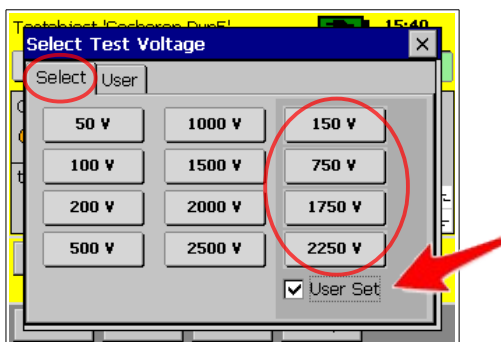 15:40
Select Test Voltage
Select User
50 V 1000 V 150 V
100 V 1500 V 750 V
200 V 2000 V 1750 V
500 V 2500 V 2250 V
User Set